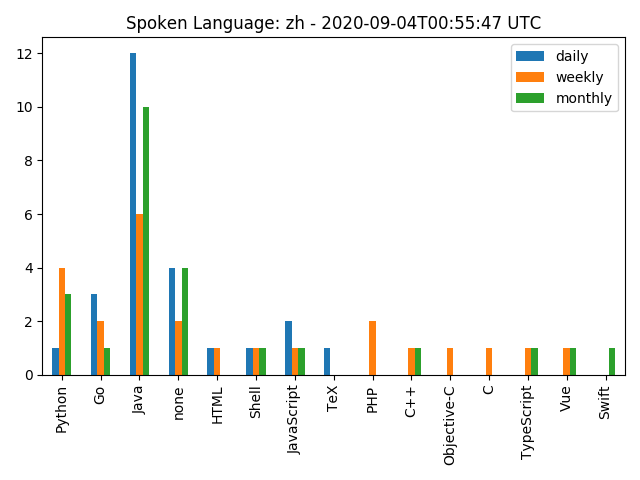 Spoken Language: zh - 2020-09-04T00:55:47 UTC
daily
weekly
monthly
12
10
8
6
4
2
0
Python
Go
Java
none
HTML
Shell
JavaScript
TeX
PHP
C++
Objective-C
C
TypeScript
Vue
Swift